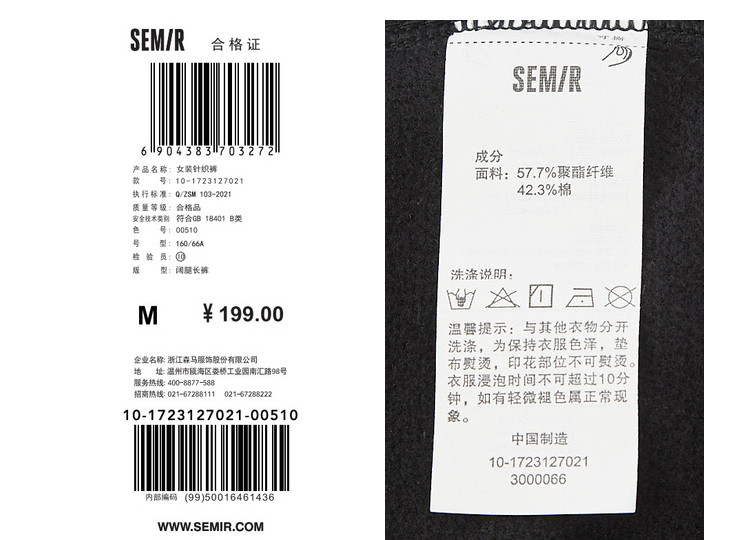 SEMIR 合格证
6 904383 703272
产品名称: 女装针织裤
款 号: 10-1723127021
执行标准: Q/ZSM 103-2021
质量等级: 合格品
安全技术类别: 符合GB 18401 B类
色 号: 00510
号 型: 160/66A
检 验 员: 10
版 型: 阔腿长裤
M ¥199.00
企业名称: 浙江森马服饰股份有限公司
地 址: 温州市瓯海区娄桥工业园南汇路98号
服务热线: 400-8877-588
招商热线: 021-67288111 021-67288222
10-1723127021-00510
内部编码 (99)50016461436
WWW.SEMIR.COM
SEMIR
成分
面料: 57.7%聚酯纤维
42.3%棉
洗涤说明:
温馨提示: 与其他衣物分开
洗涤, 为保持衣服色泽, 垫
布熨烫, 印花部位不可熨烫。
衣服浸泡时间不可超过10分
钟, 如有轻微褪色属正常现
象。
中国制造
10-1723127021
3000066